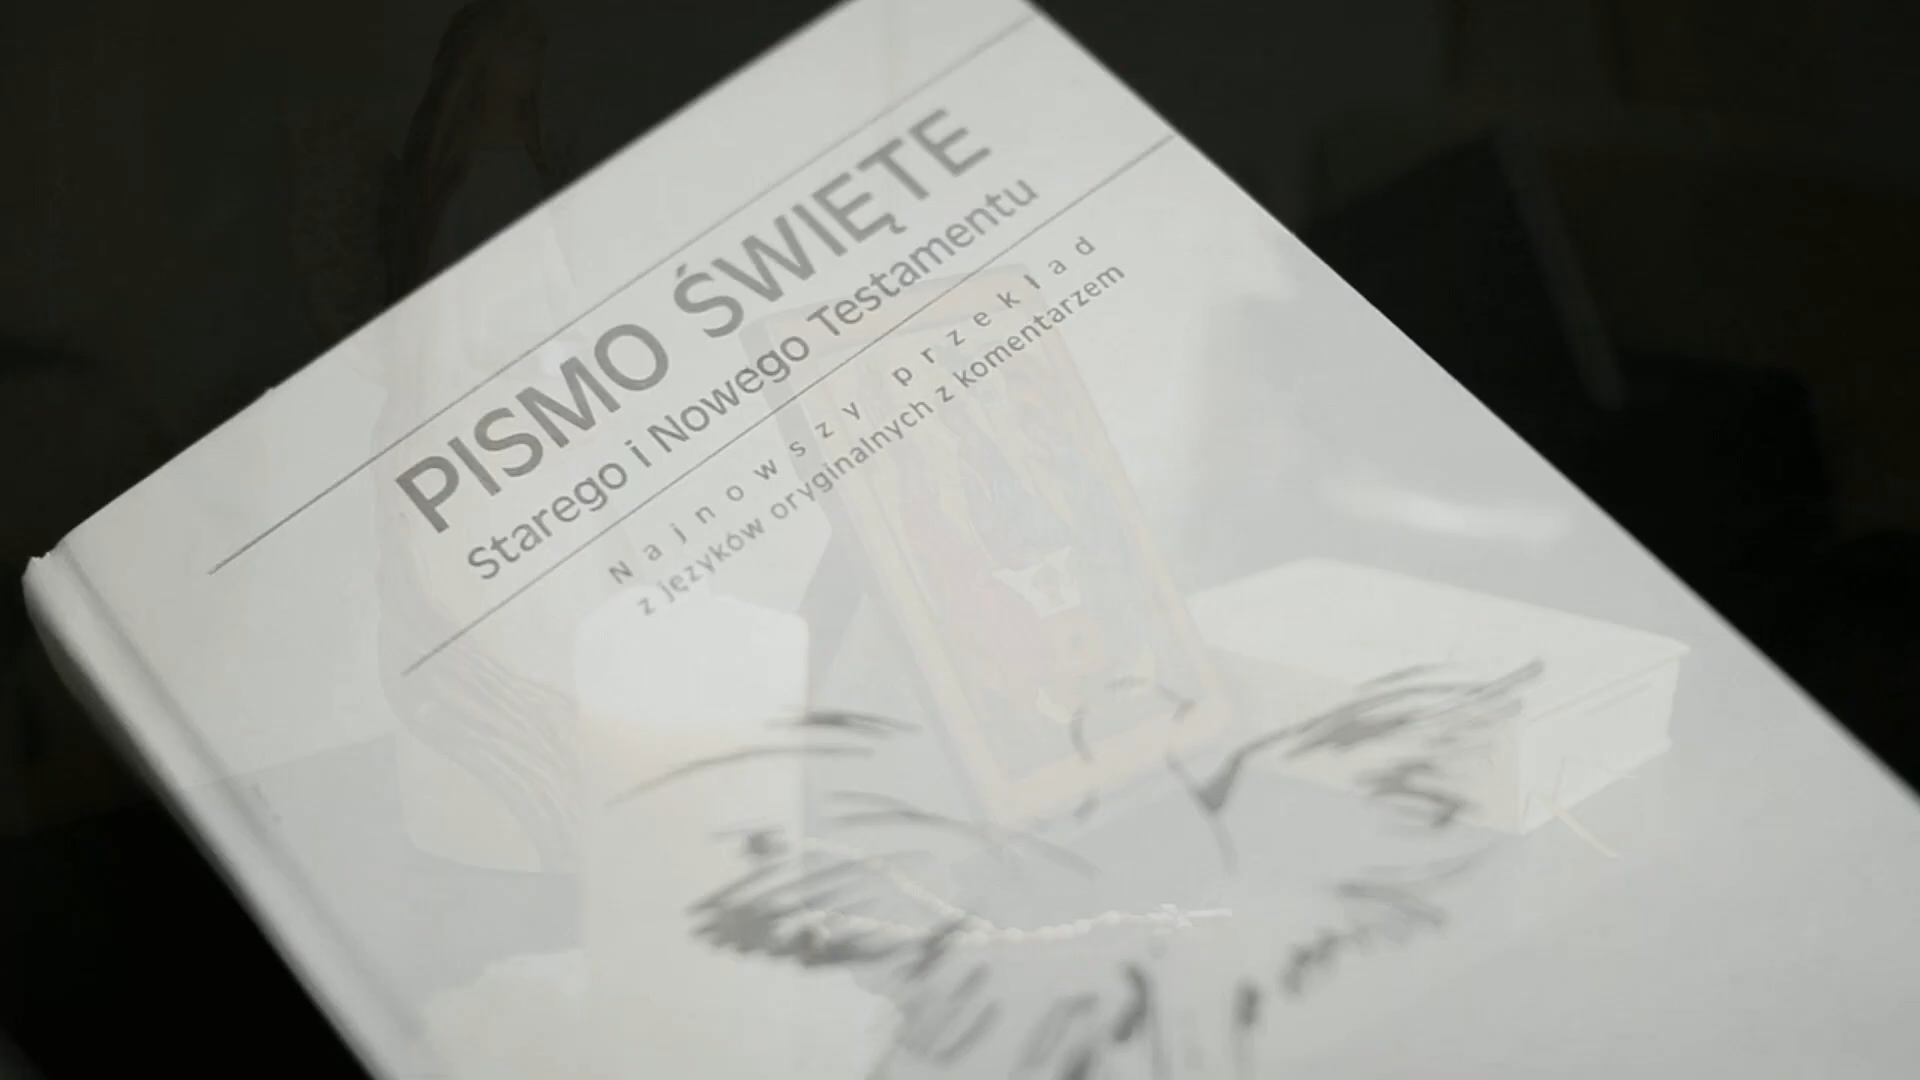 PISMO ŚWIĘTE
Starego i Nowego Testamentu
Najnowszy przekład
z języków oryginalnych z komentarzem